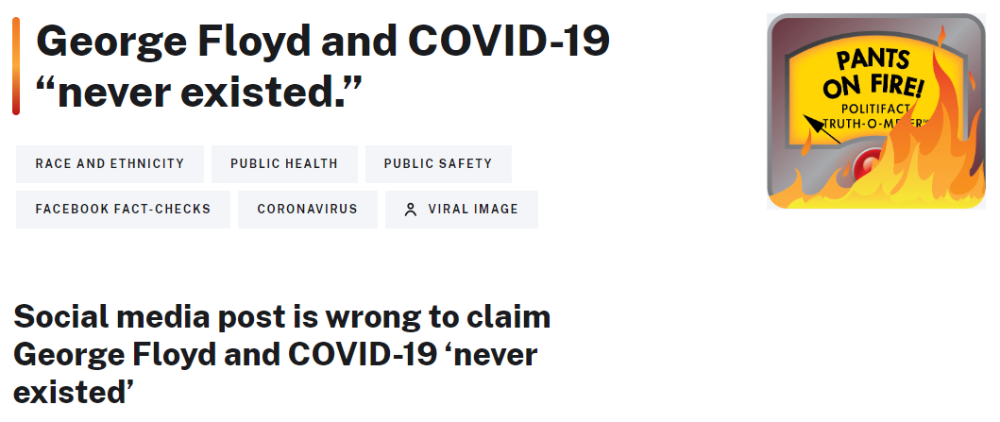 George Floyd and COVID-19
“never existed.”
PANTS
ON FIRE!
POLITIFACT
TRUTH-O-METER™
RACE AND ETHNICITY
PUBLIC HEALTH
PUBLIC SAFETY
FACEBOOK FACT-CHECKS
CORONAVIRUS
VIRAL IMAGE
Social media post is wrong to claim
George Floyd and COVID-19 ‘never
existed’